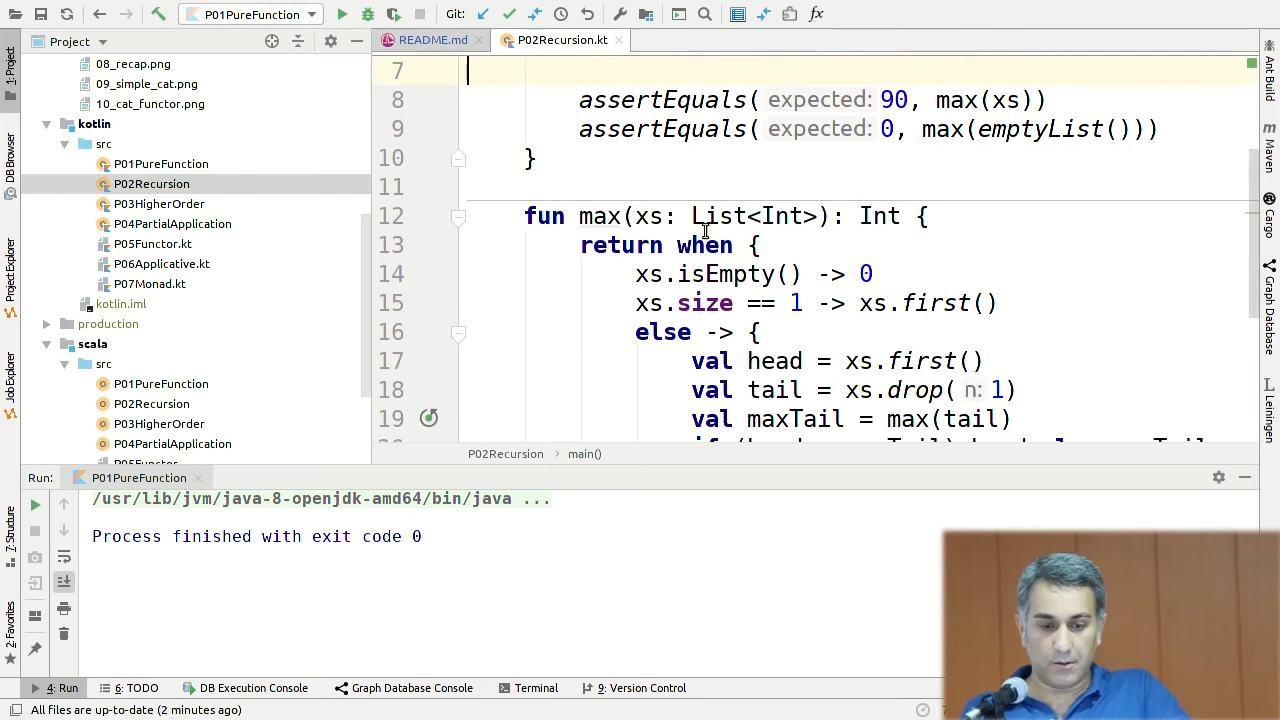 P01PureFunction
Git:
1: Project
DB Browser
Project Explorer
Job Explorer
7: Structure
2: Favorites
Project
08_recap.png
09_simple_cat.png
10_cat_functor.png
kotlin
src
P01PureFunction
P02Recursion
P03HigherOrder
P04PartialApplication
P05Functor.kt
P06Applicative.kt
P07Monad.kt
kotlin.iml
production
scala
src
P01PureFunction
P02Recursion
P03HigherOrder
P04PartialApplication
P05Functor
README.md
P02Recursion.kt
7
8 assertEquals( expected: 90, max(xs))
9 assertEquals( expected: 0, max(emptyList()))
10 }
11
12 fun max(xs: List<Int>): Int {
13 return when {
14 xs.isEmpty() -> 0
15 xs.size == 1 -> xs.first()
16 else -> {
17 val head = xs.first()
18 val tail = xs.drop( n: 1)
19 val maxTail = max(tail)
P02Recursion
main()
Ant Build
Maven
Cargo
Graph Database
Leiningen
Run:
P01PureFunction
/usr/lib/jvm/java-8-openjdk-amd64/bin/java ...
Process finished with exit code 0
4: Run
6: TODO
DB Execution Console
Graph Database Console
Terminal
9: Version Control
All files are up-to-date (2 minutes ago)